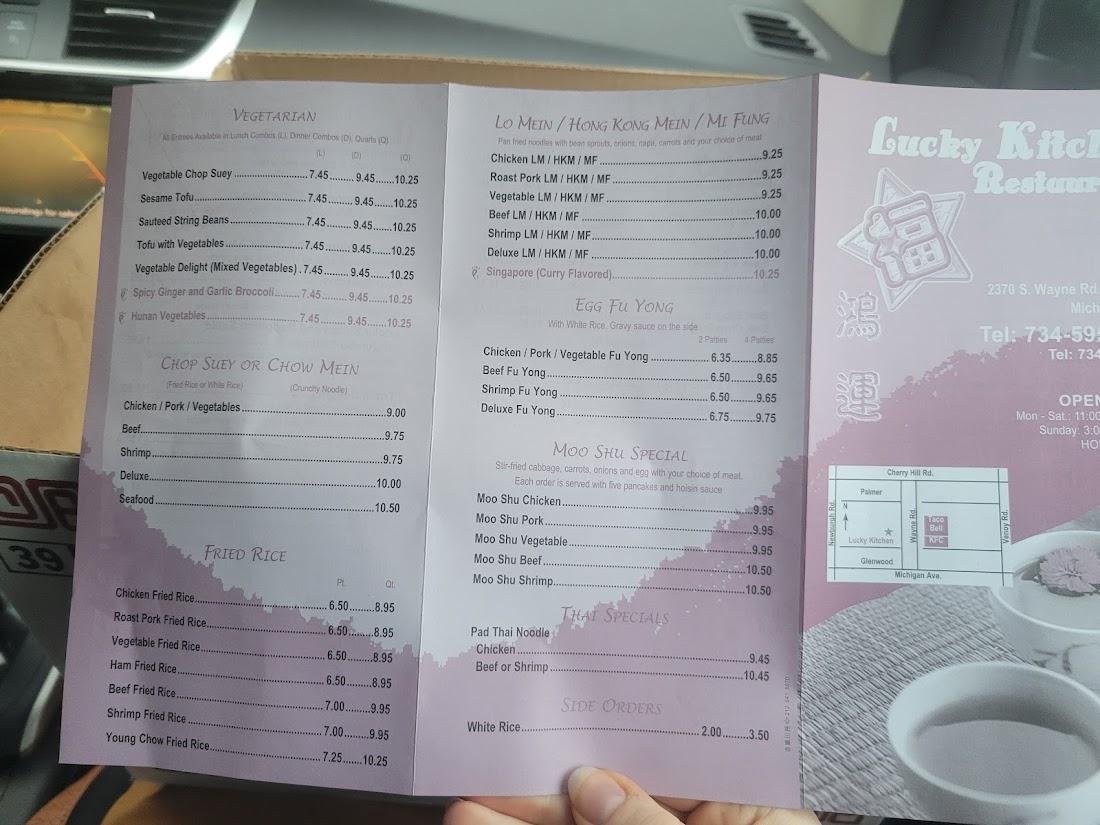 VEGETARIAN
All Entrees Available in Lunch Combos (L), Dinner Combos (D), Quarts (Q)
(L) (D) (Q)
Vegetable Chop Suey 7.45 9.45 10.25
Sesame Tofu 7.45 9.45 10.25
Sauteed String Beans 7.45 9.45 10.25
Tofu with Vegetables 7.45 9.45 10.25
Vegetable Delight (Mixed Vegetables) 7.45 9.45 10.25
Spicy Ginger and Garlic Broccoli 7.45 9.45 10.25
Hunan Vegetables 7.45 9.45 10.25
CHOP SUEY OR CHOW MEIN
(Fried Rice or White Rice) (Crunchy Noodle)
Chicken / Pork / Vegetables 9.00
Beef 9.75
Shrimp 9.75
Deluxe 10.00
Seafood 10.50
FRIED RICE
Pt. Qt.
Chicken Fried Rice 6.50 8.95
Roast Pork Fried Rice 6.50 8.95
Vegetable Fried Rice 6.50 8.95
Ham Fried Rice 6.50 8.95
Beef Fried Rice 7.00 9.95
Shrimp Fried Rice 7.00 9.95
Young Chow Fried Rice 7.25 10.25
LO MEIN / HONG KONG MEIN / MI FUNG
Pan fried noodles with bean sprouts, onions, napa, carrots and your choice of meat
Chicken LM / HKM / MF 9.25
Roast Pork LM / HKM / MF 9.25
Vegetable LM / HKM / MF 9.25
Beef LM / HKM / MF 10.00
Shrimp LM / HKM / MF 10.00
Deluxe LM / HKM / MF 10.00
Singapore (Curry Flavored) 10.25
EGG FU YONG
With White Rice. Gravy sauce on the side
2 Patties 4 Patties
Chicken / Pork / Vegetable Fu Yong 6.35 8.85
Beef Fu Yong 6.50 9.65
Shrimp Fu Yong 6.50 9.65
Deluxe Fu Yong 6.75 9.75
MOO SHU SPECIAL
Stir-fried cabbage, carrots, onions and egg with your choice of meat.
Each order is served with five pancakes and hoisin sauce
Moo Shu Chicken 9.95
Moo Shu Pork 9.95
Moo Shu Vegetable 9.95
Moo Shu Beef 10.50
Moo Shu Shrimp 10.50
THAI SPECIALS
Pad Thai Noodle
Chicken 9.45
Beef or Shrimp 10.45
SIDE ORDERS
White Rice 2.00 3.50
Lucky Kitch
Restaur
福
鴻
運
2370 S. Wayne Rd.
Mich
Tel: 734-595
Tel: 734
OPEN
Mon - Sat.: 11:00
Sunday: 3:0
HO
Cherry Hill Rd.
Palmer
N
Newburgh Rd.
Lucky Kitchen
Wayne Rd.
Taco
Bell
KFC
Venoy Rd.
Glenwood
Michigan Ave.
39